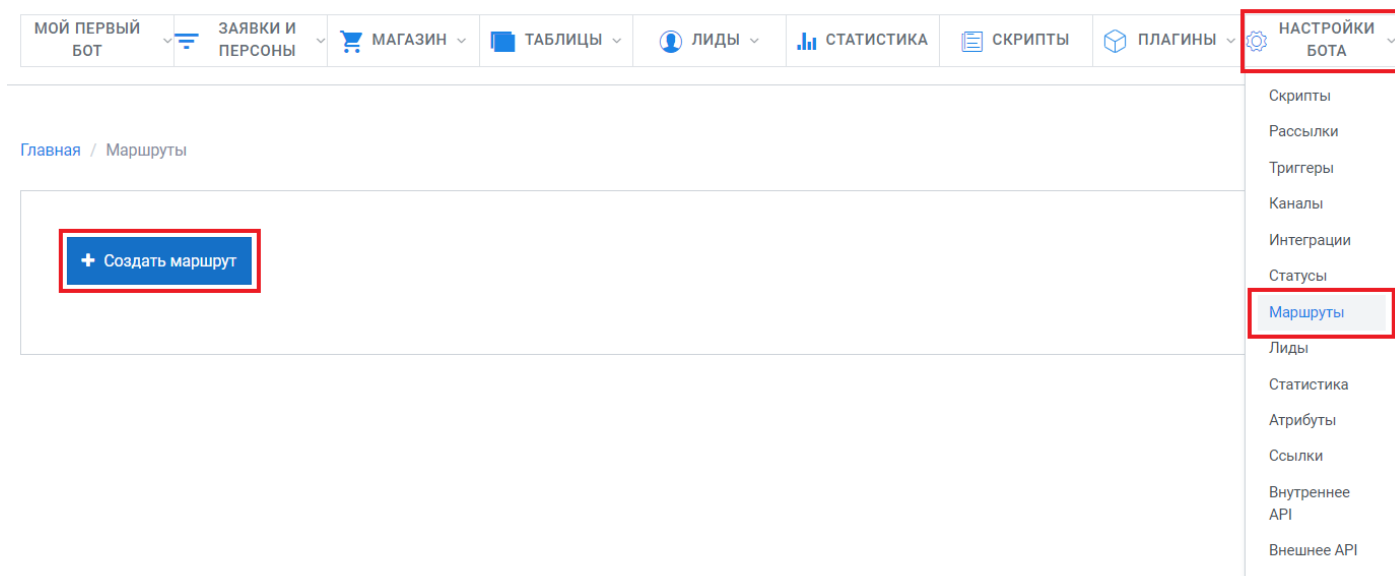 МОЙ ПЕРВЫЙ
БОТ
ЗАЯВКИ И
ПЕРСОНЫ
МАГАЗИН
ТАБЛИЦЫ
ЛИДЫ
СТАТИСТИКА
СКРИПТЫ
ПЛАГИНЫ
НАСТРОЙКИ
БОТА
Главная / Маршруты
+ Создать маршрут
Скрипты
Рассылки
Триггеры
Каналы
Интеграции
Статусы
Маршруты
Лиды
Статистика
Атрибуты
Ссылки
Внутреннее
API
Внешнее API